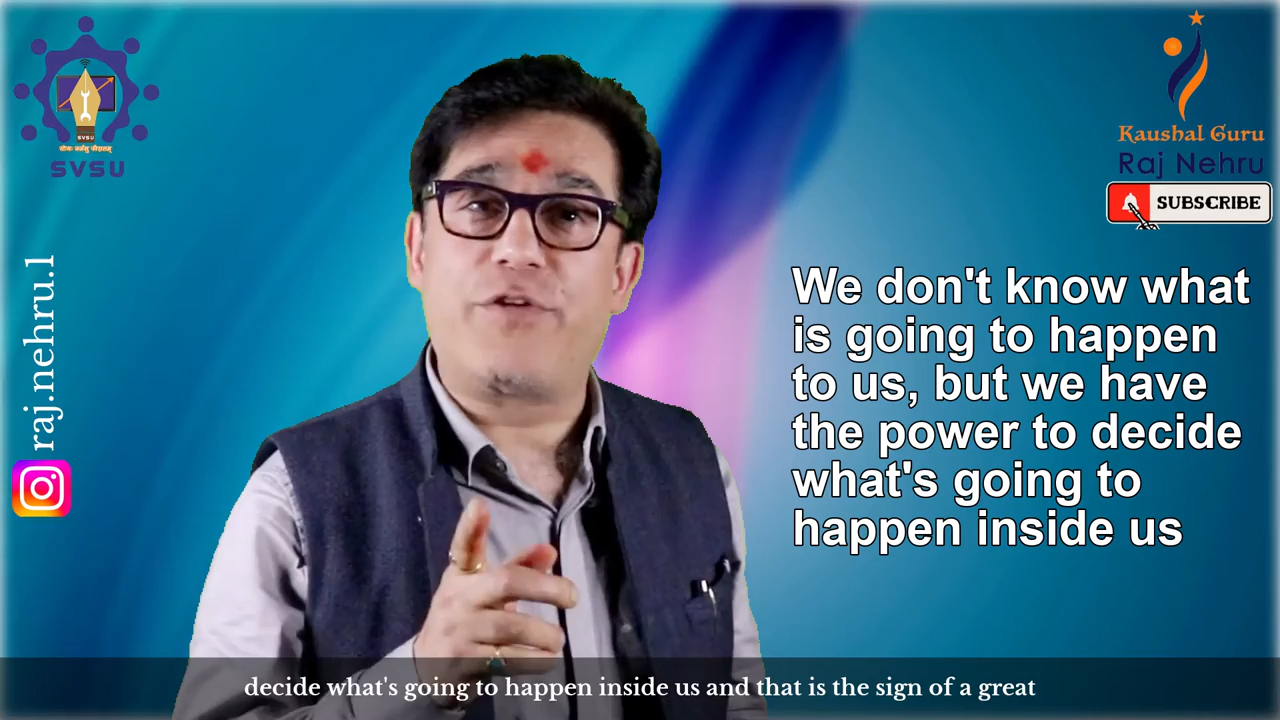 SVSU
SVSU
Kaushal Guru
Raj Nehru
SUBSCRIBE
raj.nehru.1
We don't know what
is going to happen
to us, but we have
the power to decide
what's going to
happen inside us
decide what's going to happen inside us and that is the sign of a great